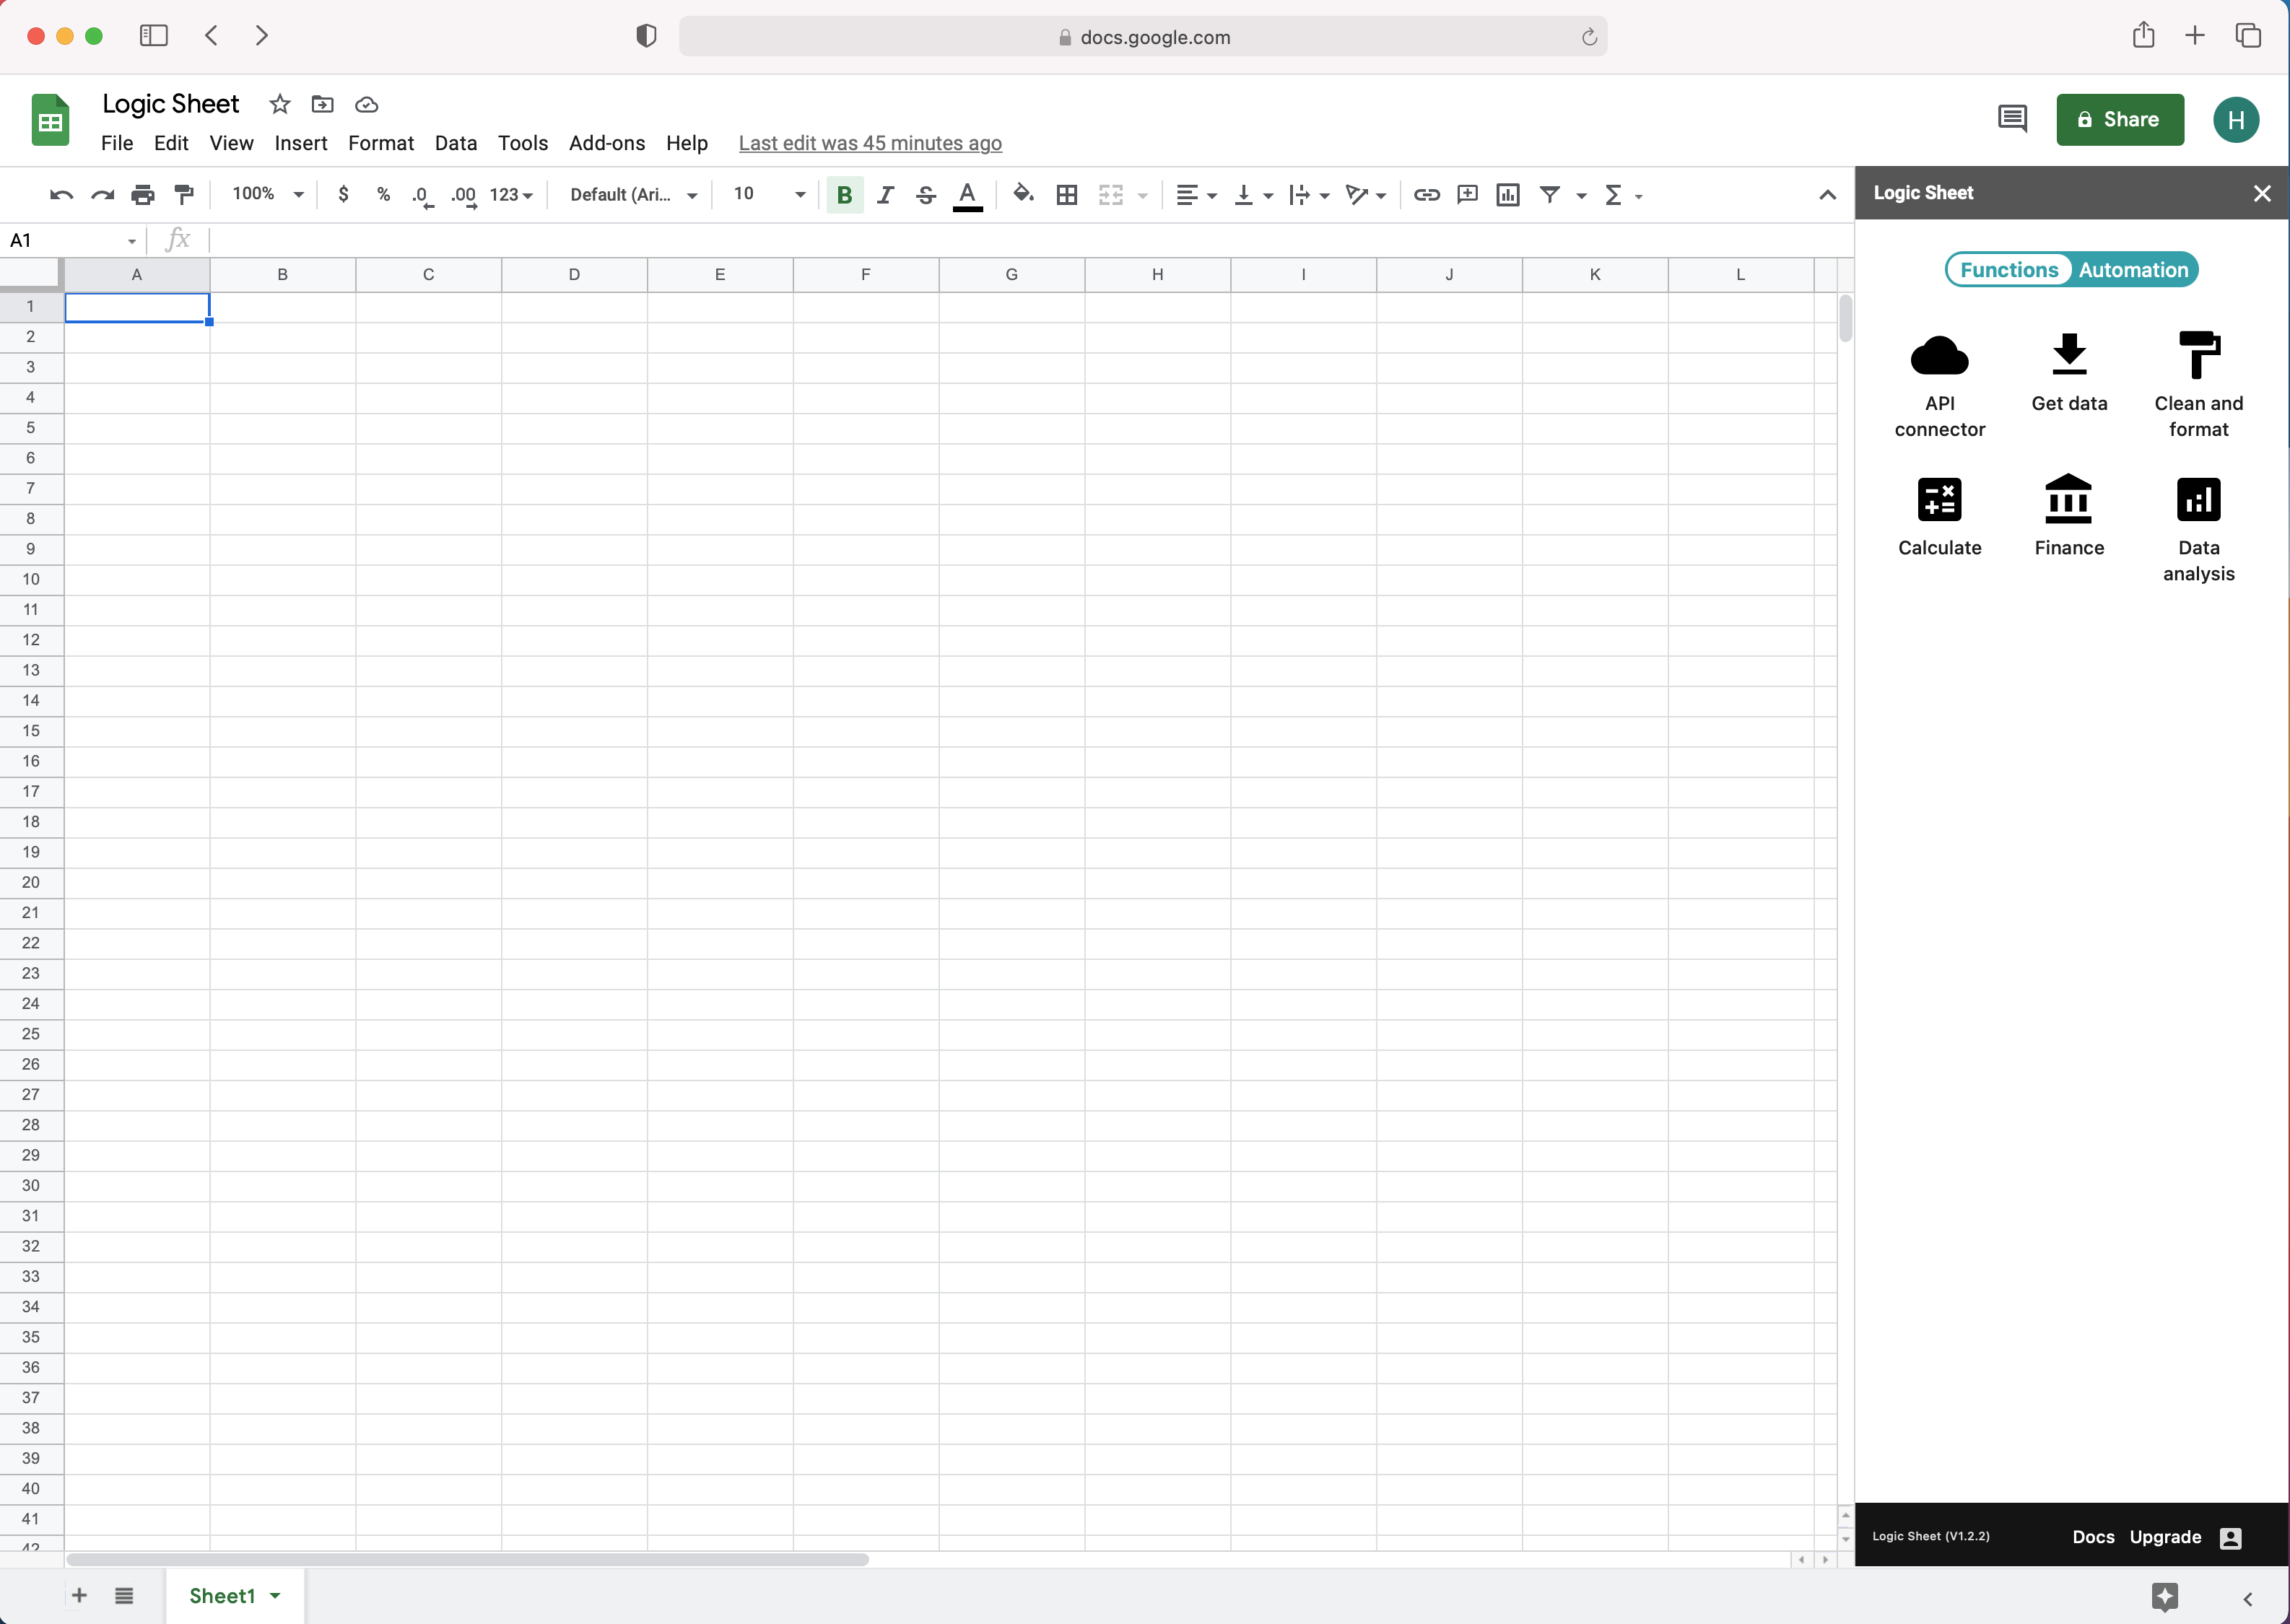 docs.google.com
Logic Sheet
File Edit View Insert Format Data Tools Add-ons Help Last edit was 45 minutes ago
Share
H
100% $ % .0 .00 123 Default (Ari... 10 B I S A Σ
Logic Sheet
A1 fx
Functions Automation
A B C D E F G H I J K L
1
2
3
4
5
6
7
8
9
10
11
12
13
14
15
16
17
18
19
20
21
22
23
24
25
26
27
28
29
30
31
32
33
34
35
36
37
38
39
40
41
42
API connector
Get data
Clean and format
Calculate
Finance
Data analysis
Logic Sheet (V1.2.2) Docs Upgrade
Sheet1